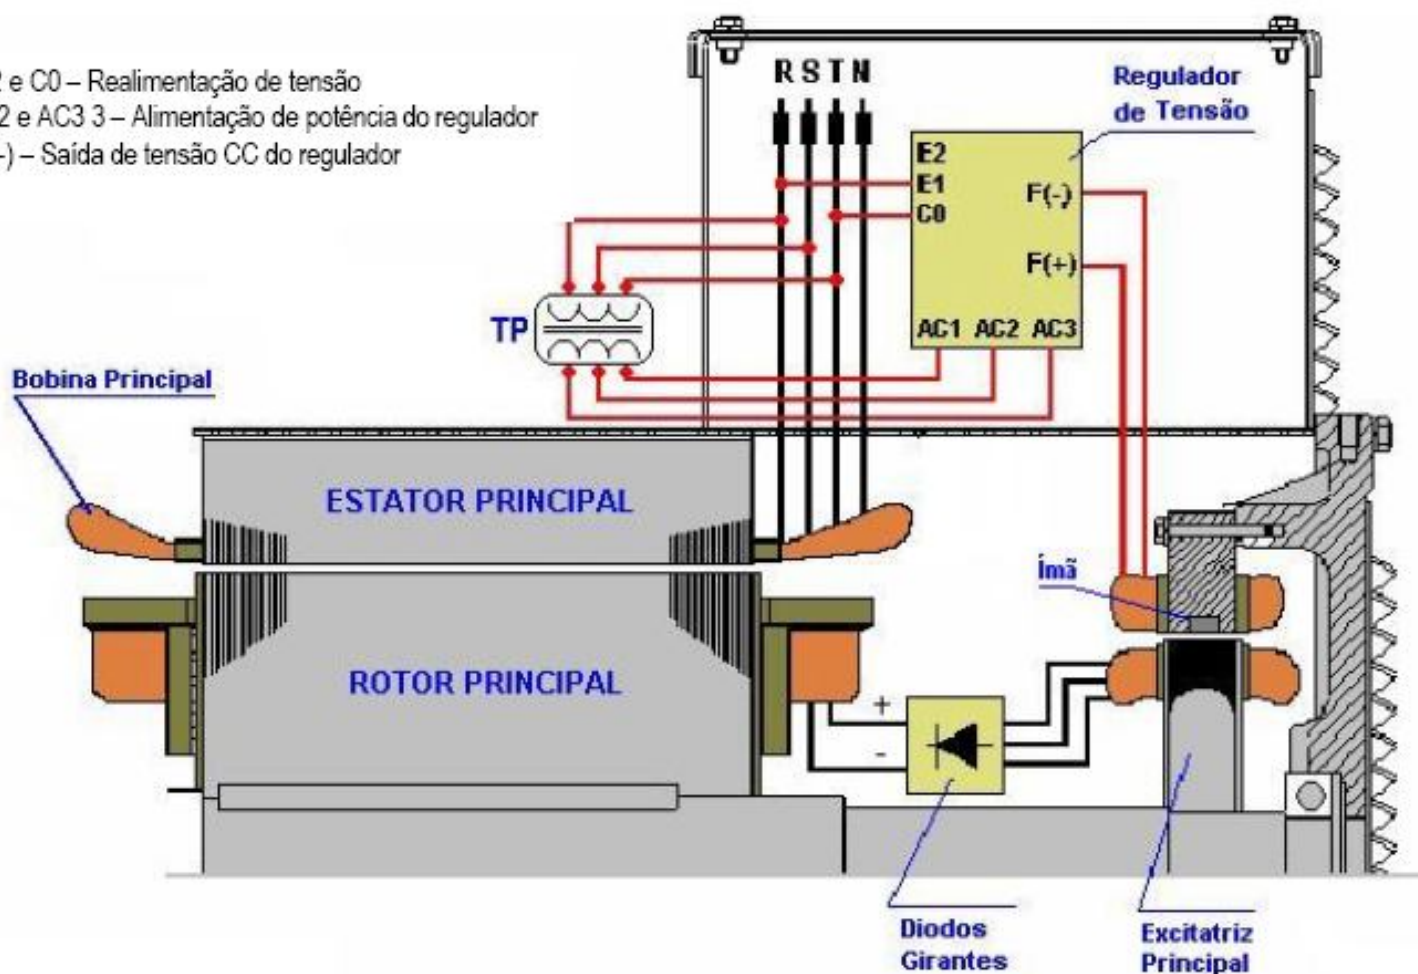 2 e C0 – Realimentação de tensão
2 e AC3 3 – Alimentação de potência do regulador
-) – Saída de tensão CC do regulador
R S T N
Regulador
de Tensão
E2
E1
C0
F(-)
F(+)
AC1 AC2 AC3
TP
Bobina Principal
ESTATOR PRINCIPAL
Ímã
ROTOR PRINCIPAL
+
-
Diodos
Girantes
Excitatriz
Principal